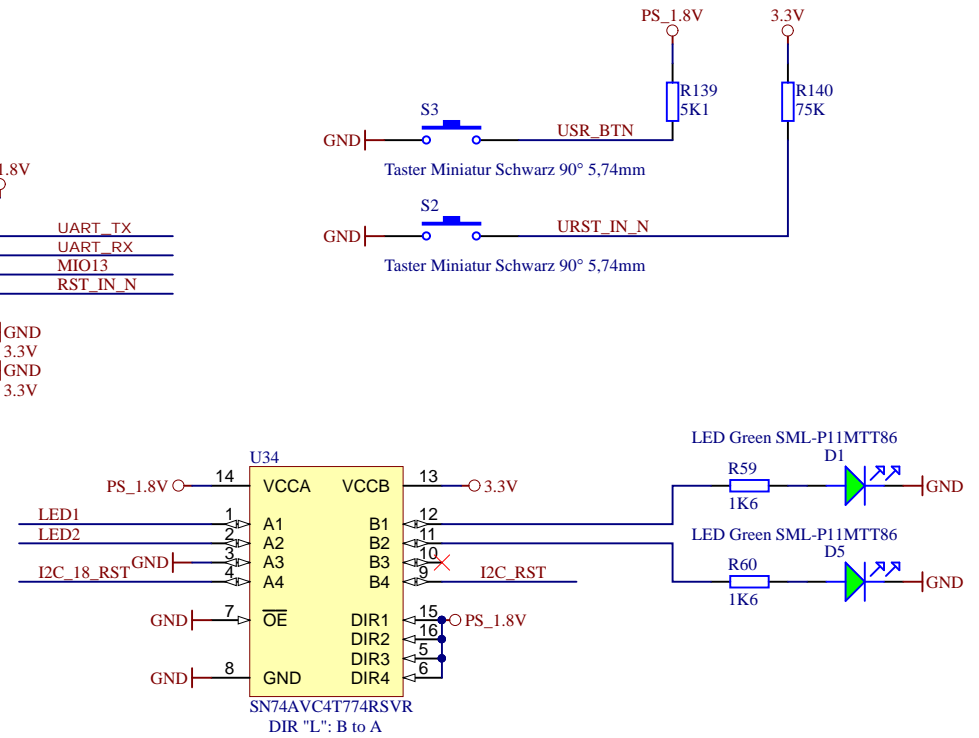 PS_1.8V 3.3V
R139 R140
5K1 75K
S3
GND USR_BTN
Taster Miniatur Schwarz 90° 5,74mm
1.8V
S2
UART_TX GND URST_IN_N
UART_RX
MIO13 Taster Miniatur Schwarz 90° 5,74mm
RST_IN_N
GND
3.3V
GND
3.3V
LED Green SML-P11MTT86
U34 D1
PS_1.8V 14 VCCA VCCB 13 3.3V R59 GND
1K6
LED1 1 A1 B1 12
LED2 2 A2 B2 11 LED Green SML-P11MTT86
D5
GND 3 A3 B3 10
I2C_18_RST 4 A4 B4 9 I2C_RST R60 GND
1K6
GND 7 OE DIR1 15 PS_1.8V
DIR2 16
DIR3 5
GND 8 GND DIR4 6
SN74AVC4T774RSVR
DIR "L": B to A